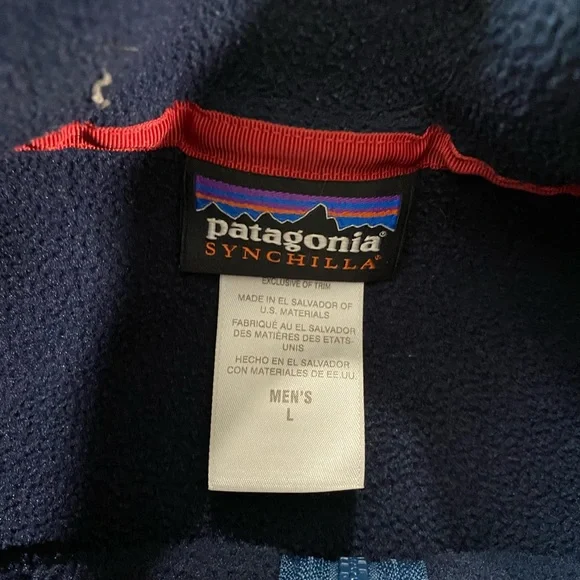 patagonia®
SYNCHILLA®
EXCLUSIVE OF TRIM
MADE IN EL SALVADOR OF
U.S. MATERIALS
FABRIQUÉ AU EL SALVADOR
DES MATIÈRES DES ETATS-
UNIS
HECHO EN EL SALVADOR
CON MATERIALES DE EE.UU.
MEN'S
L